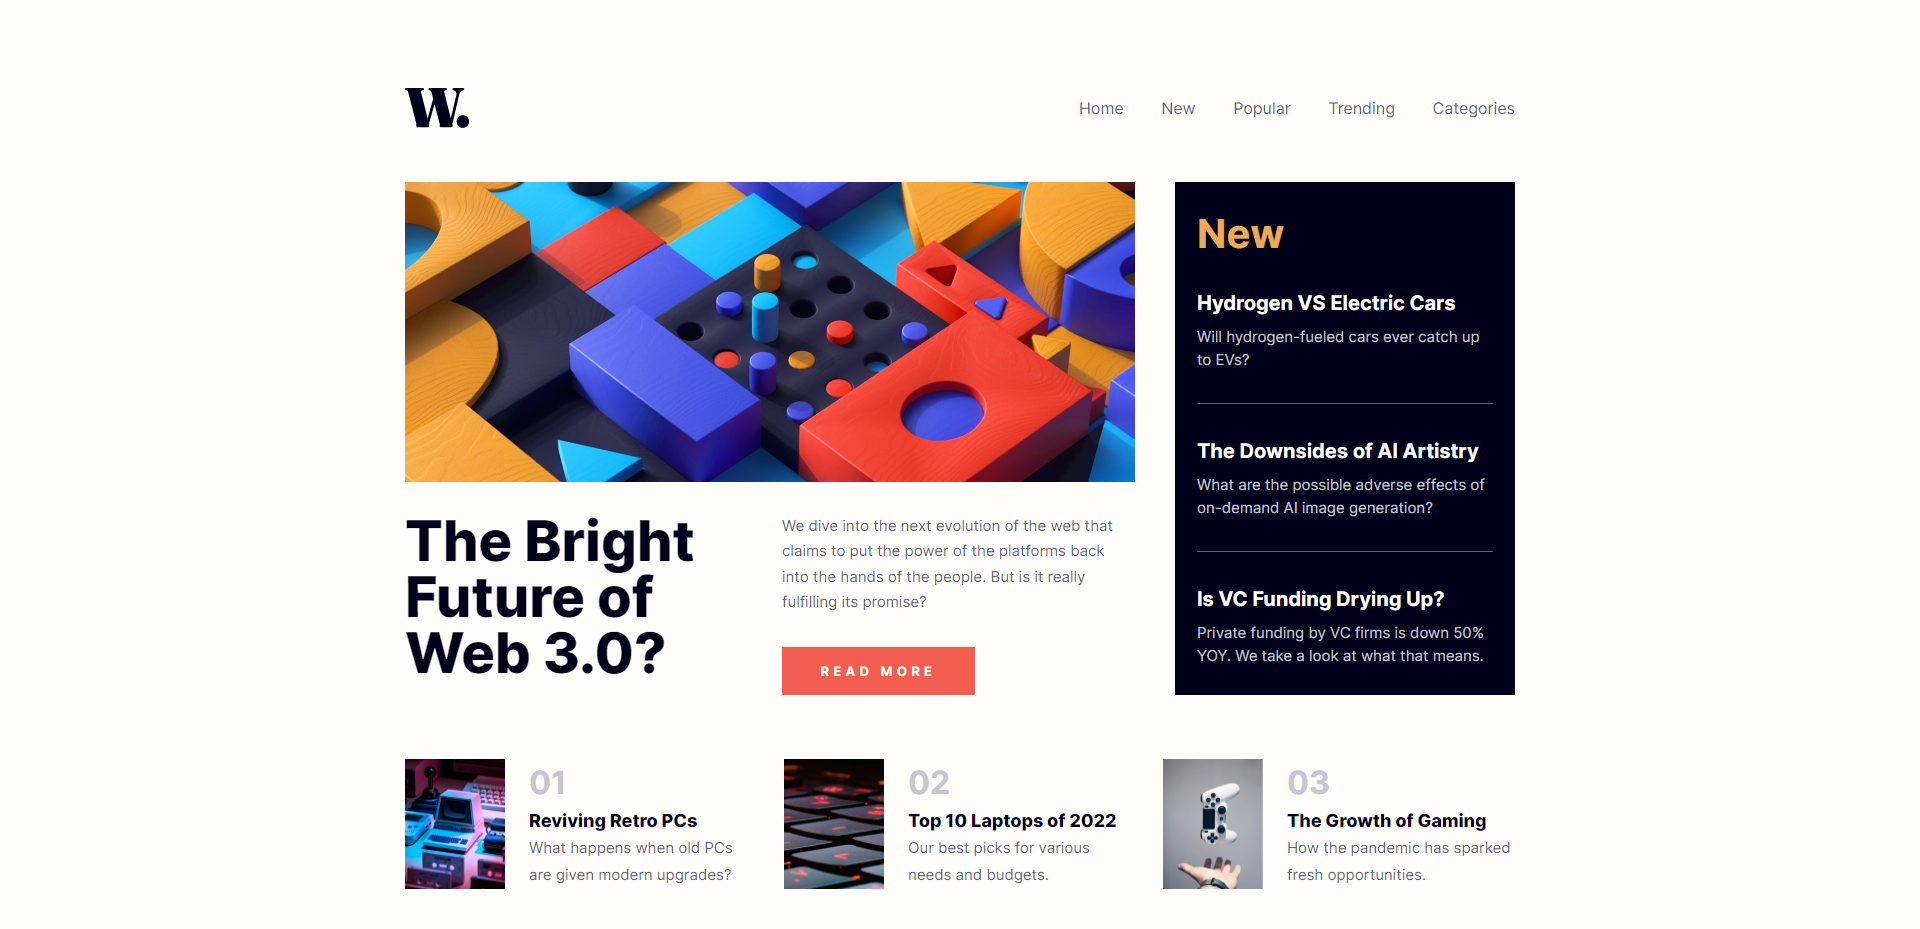 W.
Home New Popular Trending Categories
The Bright
Future of
Web 3.0?
We dive into the next evolution of the web that
claims to put the power of the platforms back
into the hands of the people. But is it really
fulfilling its promise?
READ MORE
New
Hydrogen VS Electric Cars
Will hydrogen-fueled cars ever catch up
to EVs?
The Downsides of AI Artistry
What are the possible adverse effects of
on-demand AI image generation?
Is VC Funding Drying Up?
Private funding by VC firms is down 50%
YOY. We take a look at what that means.
01
Reviving Retro PCs
What happens when old PCs
are given modern upgrades?
02
Top 10 Laptops of 2022
Our best picks for various
needs and budgets.
03
The Growth of Gaming
How the pandemic has sparked
fresh opportunities.